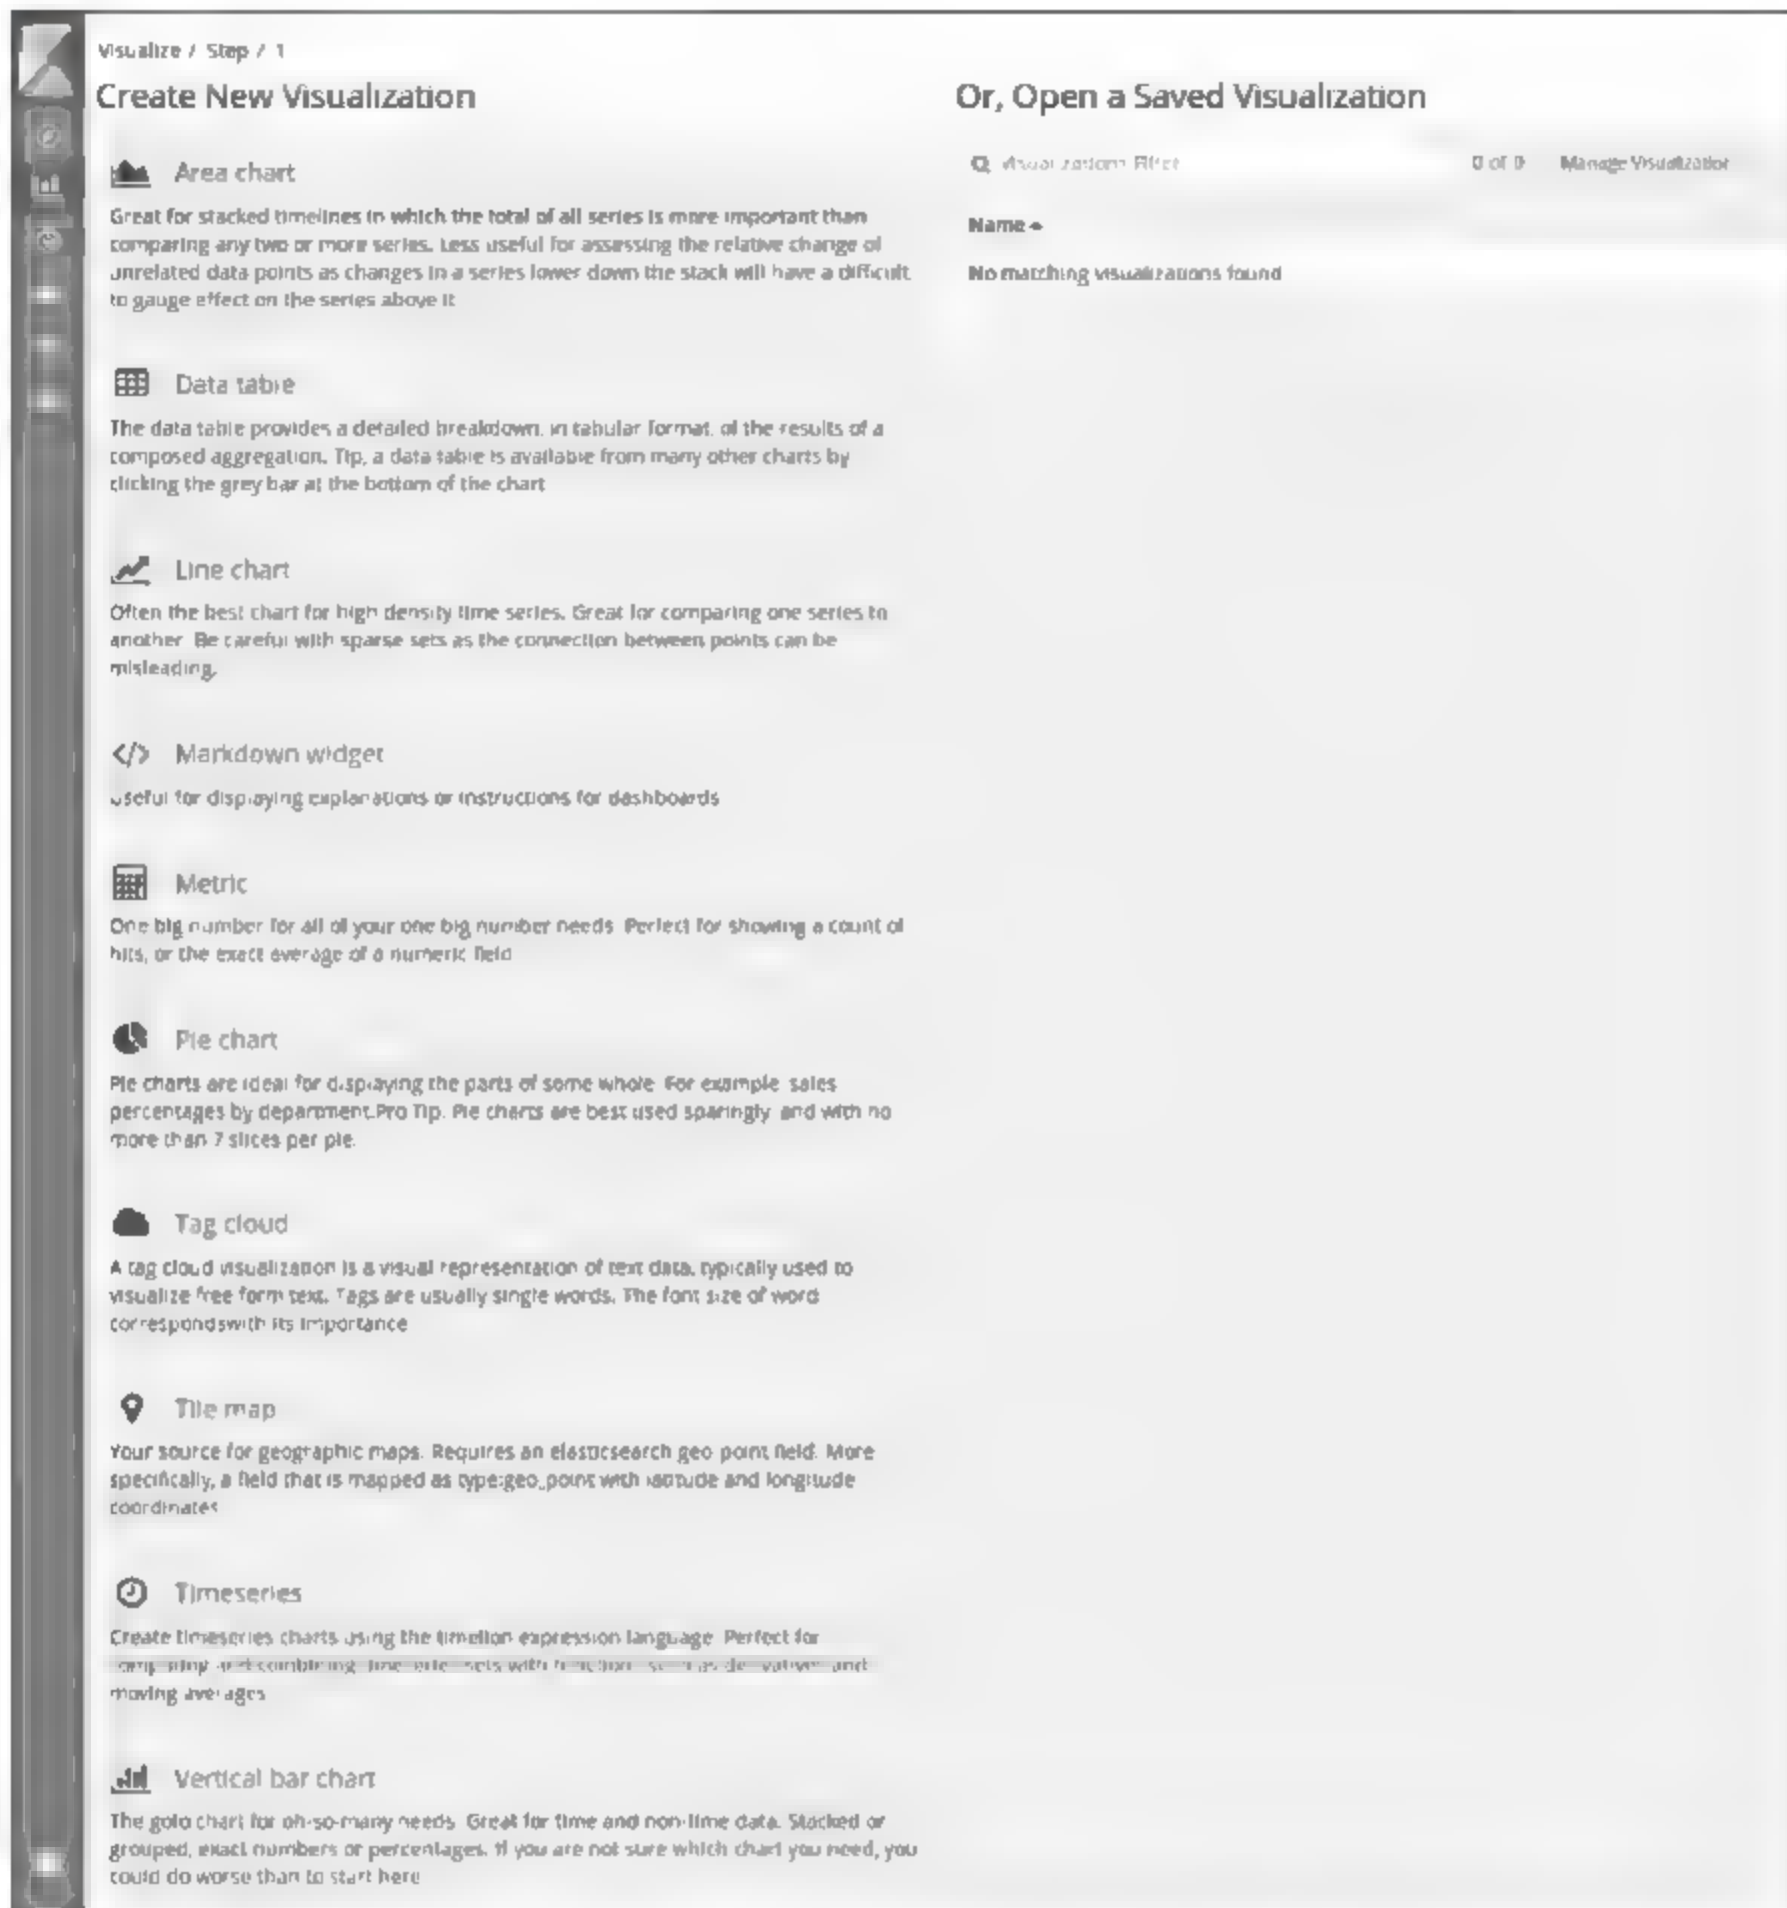 Visualize / Step / 1
Create New Visualization
Area chart
Great for stacked timelines in which the total of all series is more important than
comparing any two or more series. Less useful for assessing the relative change of
unrelated data points as changes in a series lower down the stack will have a difficult
to gauge effect on the series above it
Data table
The data table provides a detailed breakdown, in tabular format, of the results of a
composed aggregation. Tip, a data table is available from many other charts by
clicking the grey bar at the bottom of the chart
Line chart
Often the best chart for high density time series. Great for comparing one series to
another. Be careful with sparse sets as the connection between points can be
misleading.
Markdown widget
Useful for displaying explanations or instructions for dashboards
Metric
One big number for all of your one big number needs. Perfect for showing a count of
hits, or the exact average of a numeric field
Pie chart
Pie charts are ideal for displaying the parts of some whole. For example, sales
percentages by department.Pro Tip. Pie charts are best used sparingly, and with no
more than 7 slices per pie.
Tag cloud
A tag cloud visualization is a visual representation of text data, typically used to
visualize free form text. Tags are usually single words. The font size of word
correspondswith its importance
Tile map
Your source for geographic maps. Requires an elasticsearch geo point field. More
specifically, a field that is mapped as type:geo_point with latitude and longitude
coordinates
Timeseries
Create timeseries charts using the timelion expression language. Perfect for
and combining sets with and
moving averages
Vertical bar chart
The goto chart for oh-so-many needs. Great for time and non-time data. Stacked or
grouped, exact numbers or percentages. If you are not sure which chart you need, you
could do worse than to start here
Or, Open a Saved Visualization
Visualizations Filter
0 of 0
Manage Visualization
Name
No matching visualizations found